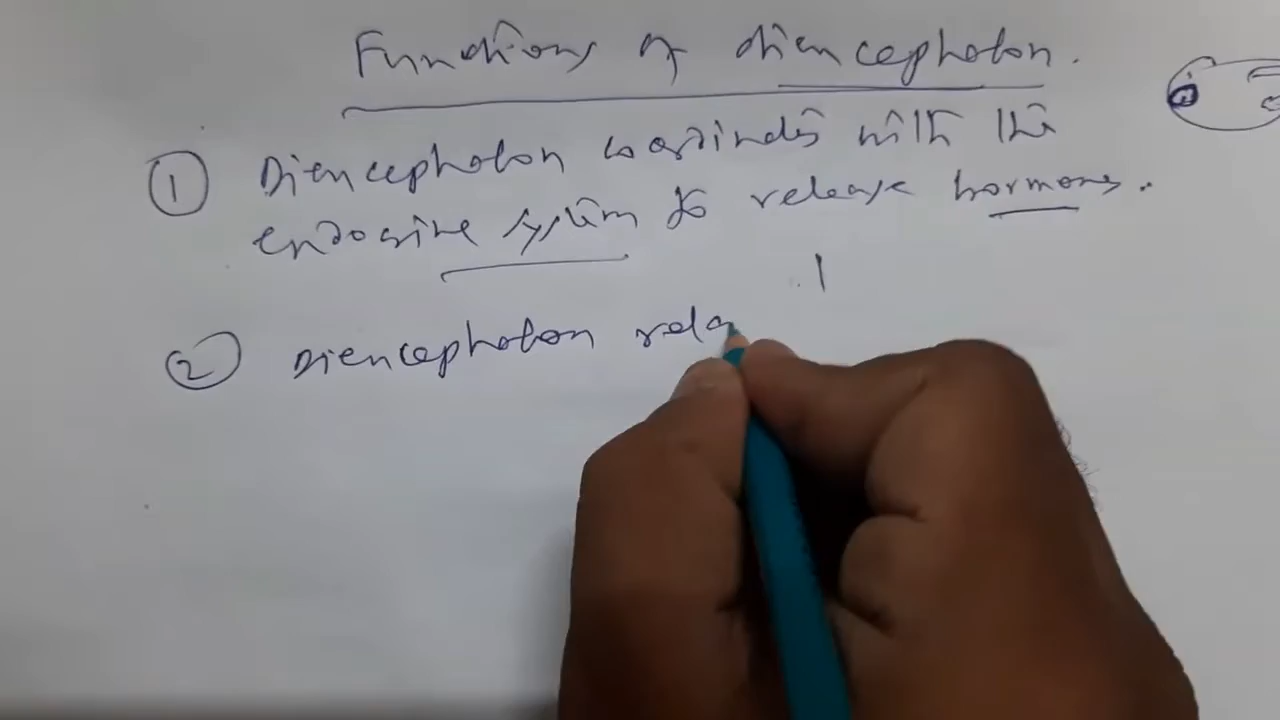 Functions of diencephalon.
① Diencephalon coordinates with the
endocrine system to release hormones.
② Diencephalon rela